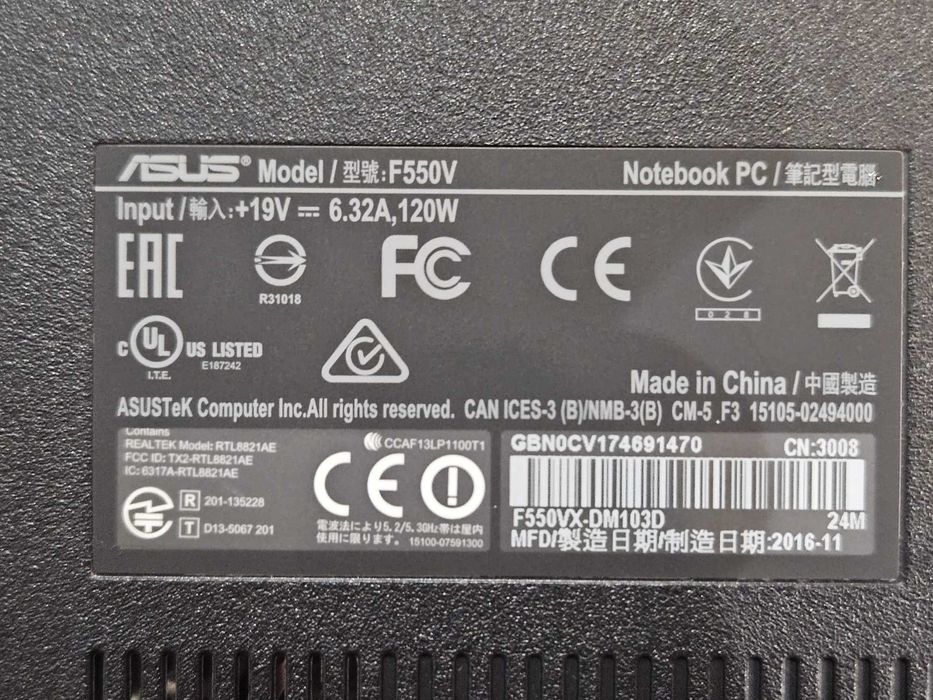 ASUS® Model / 型號: F550V Notebook PC / 筆記型電腦
Input / 輸入: +19V ⎓ 6.32A, 120W
EAC R31018 FC CE 028
c UL US LISTED
I.T.E. E187242
Made in China / 中國製造
ASUSTeK Computer Inc.All rights reserved. CAN ICES-3 (B)/NMB-3(B) CM-5 .F3 15105-02494000
Contains
REALTEK Model: RTL8821AE
FCC ID: TX2-RTL8821AE
IC: 6317A-RTL8821AE
R 201-135228
T D13-5067 201
CCAF13LP1100T1
CE
電波法により5.2/5.3GHz帯は屋内
使用に限ります。 15100-07591300
GBN0CV174691470 CN:3008
F550VX-DM103D 24M
MFD/製造日期/制造日期:2016-11